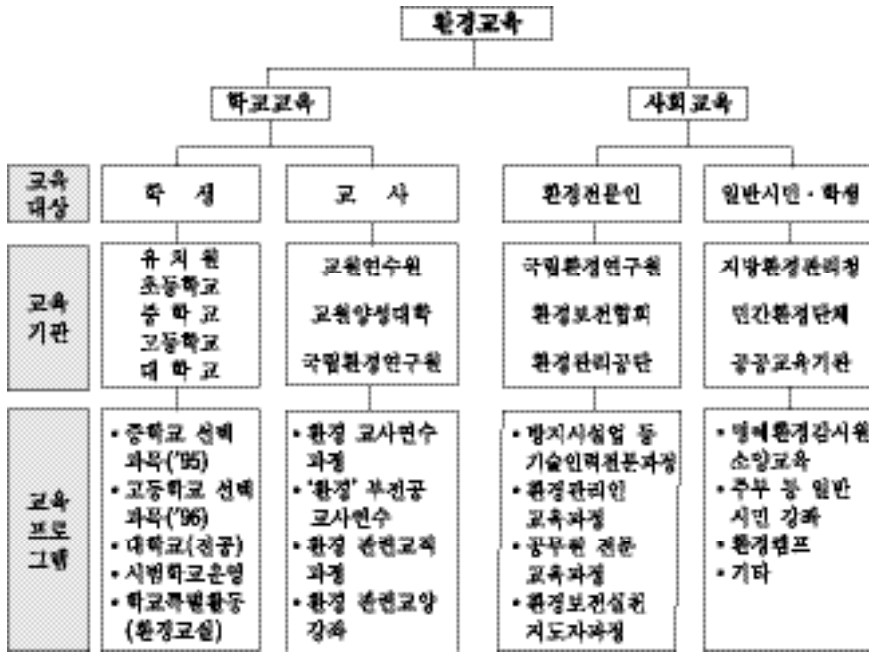 환경교육
학교교육
사회교육
교육
대상
학 생
교 사
환경전문인
일반시민·학생
교육
기관
유 치 원
초등학교
중 학 교
고등학교
대 학 교
교원연수원
교원양성대학
국립환경연구원
국립환경연구원
환경보전협회
환경관리공단
지방환경관리청
민간환경단체
공공교육기관
교육
프로
그램
• 중학교 선택
과목('95)
• 고등학교 선택
과목('96)
• 대학교(전공)
• 시범학교운영
• 학교특별활동
(환경교실)
• 환경 교사연수
과정
• '환경' 부전공
교사연수
• 환경 관련교직
과정
• 환경 관련교양
강좌
• 방지시설업 등
기술인력전문과정
• 환경관리인
교육과정
• 공무원 전문
교육과정
• 환경보전실천
지도자과정
• 명예환경감시원
소양교육
• 주부 등 일반
시민 강좌
• 환경캠프
• 기타